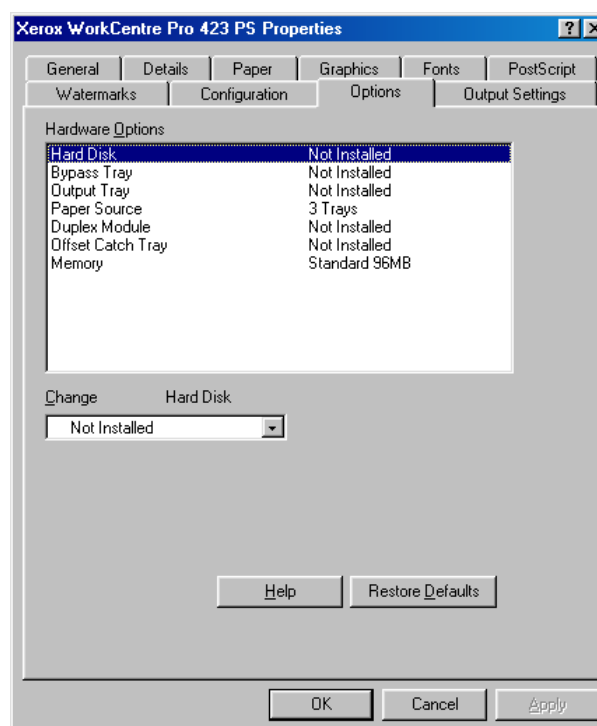 Xerox WorkCentre Pro 423 PS Properties ? ×
General Details Paper Graphics Fonts PostScript
Watermarks Configuration Options Output Settings
Hardware Options
Hard Disk Not Installed
Bypass Tray Not Installed
Output Tray Not Installed
Paper Source 3 Trays
Duplex Module Not Installed
Offset Catch Tray Not Installed
Memory Standard 96MB
Change Hard Disk
Not Installed
Help Restore Defaults
OK Cancel Apply